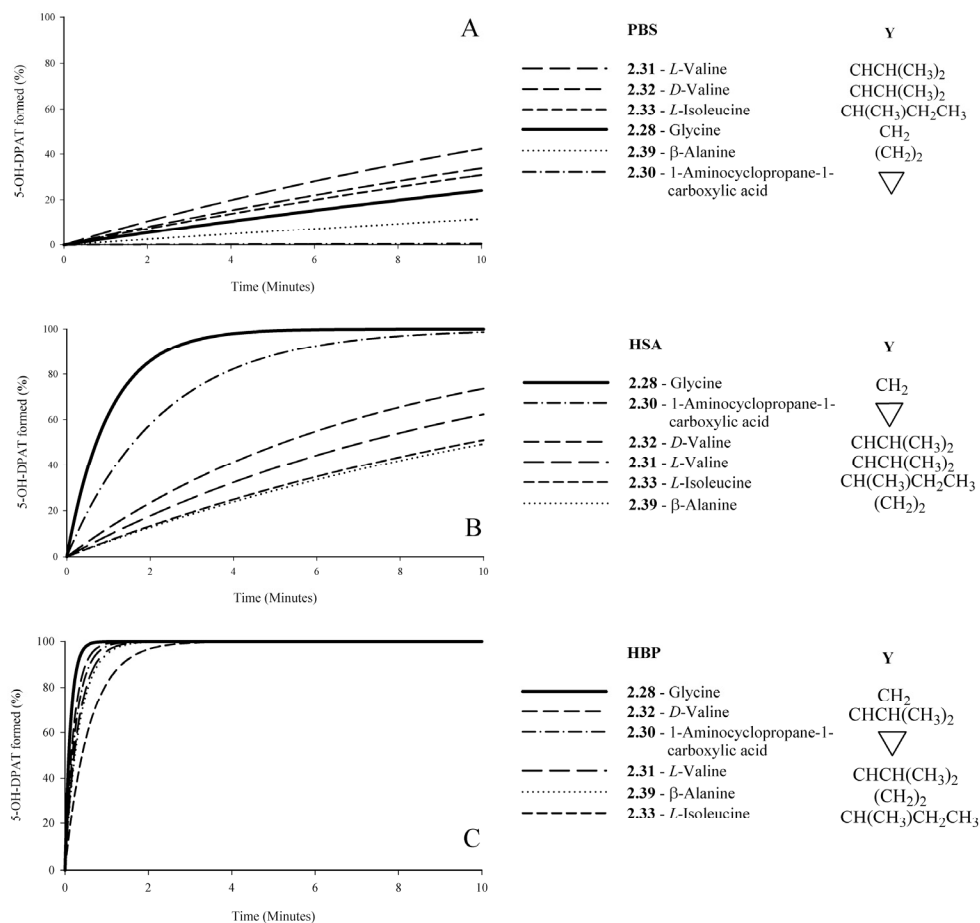 A
5-OH-DPAT formed (%)
100
80
60
40
20
0
0 2 4 6 8 10
Time (Minutes)
PBS Y
2.31 - L-Valine CHCH(CH3)2
2.32 - D-Valine CHCH(CH3)2
2.33 - L-Isoleucine CH(CH3)CH2CH3
2.28 - Glycine CH2
2.39 - β-Alanine (CH2)2
2.30 - 1-Aminocyclopropane-1-
carboxylic acid
B
5-OH-DPAT formed (%)
100
80
60
40
20
0
0 2 4 6 8 10
Time (Minutes)
HSA Y
2.28 - Glycine CH2
2.30 - 1-Aminocyclopropane-1-
carboxylic acid
2.32 - D-Valine CHCH(CH3)2
2.31 - L-Valine CHCH(CH3)2
2.33 - L-Isoleucine CH(CH3)CH2CH3
2.39 - β-Alanine (CH2)2
C
5-OH-DPAT formed (%)
100
80
60
40
20
0
0 2 4 6 8 10
Time (Minutes)
HBP Y
2.28 - Glycine CH2
2.32 - D-Valine CHCH(CH3)2
2.30 - 1-Aminocyclopropane-1-
carboxylic acid
2.31 - L-Valine CHCH(CH3)2
2.39 - β-Alanine (CH2)2
2.33 - L-Isoleucine CH(CH3)CH2CH3